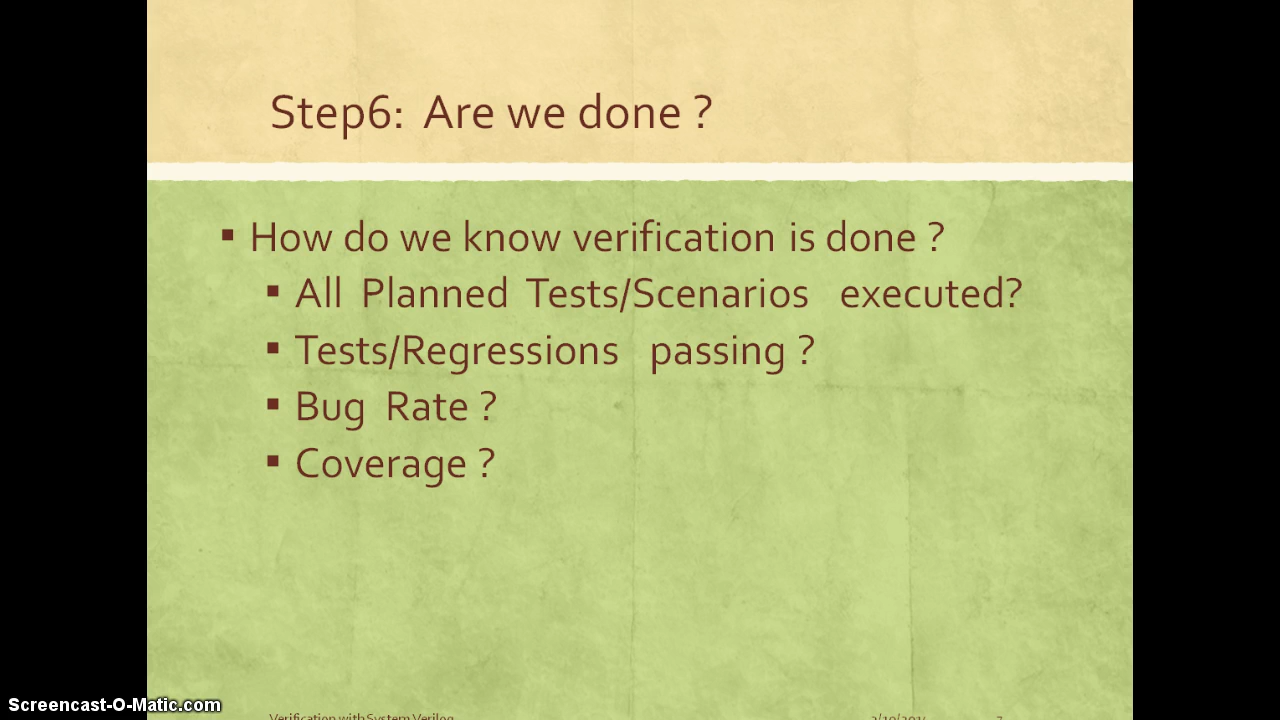 Step6: Are we done ?
How do we know verification is done ?
All Planned Tests/Scenarios executed?
Tests/Regressions passing ?
Bug Rate ?
Coverage ?
Verification with System Verilog
Screencast-O-Matic.com